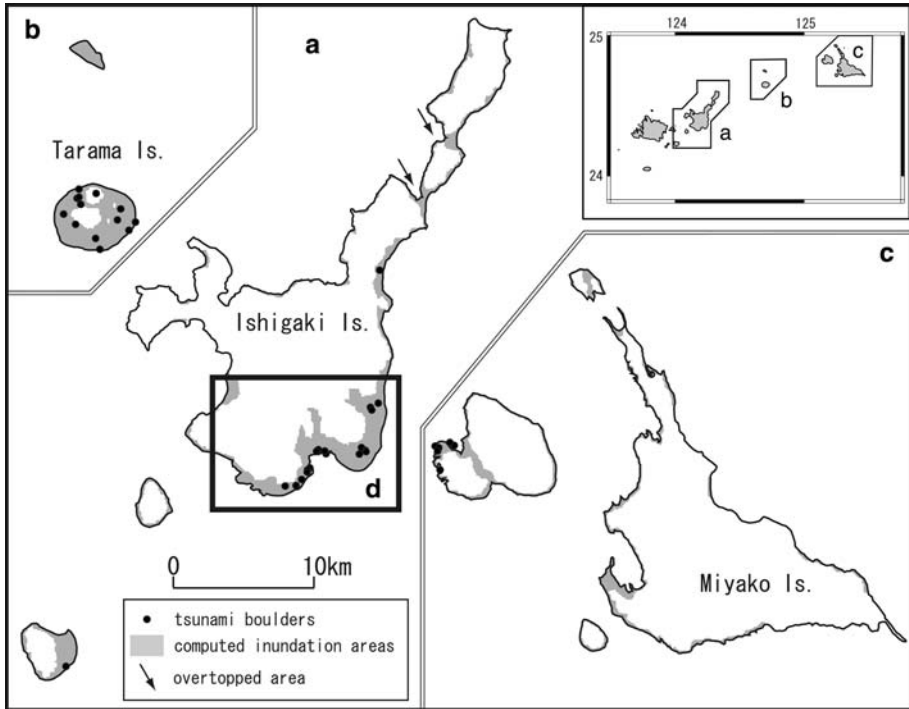 b
a
Tarama Is.
Ishigaki Is.
d
0 10km
tsunami boulders
computed inundation areas
overtopped area
124 125
25
24
a
b
c
c
Miyako Is.